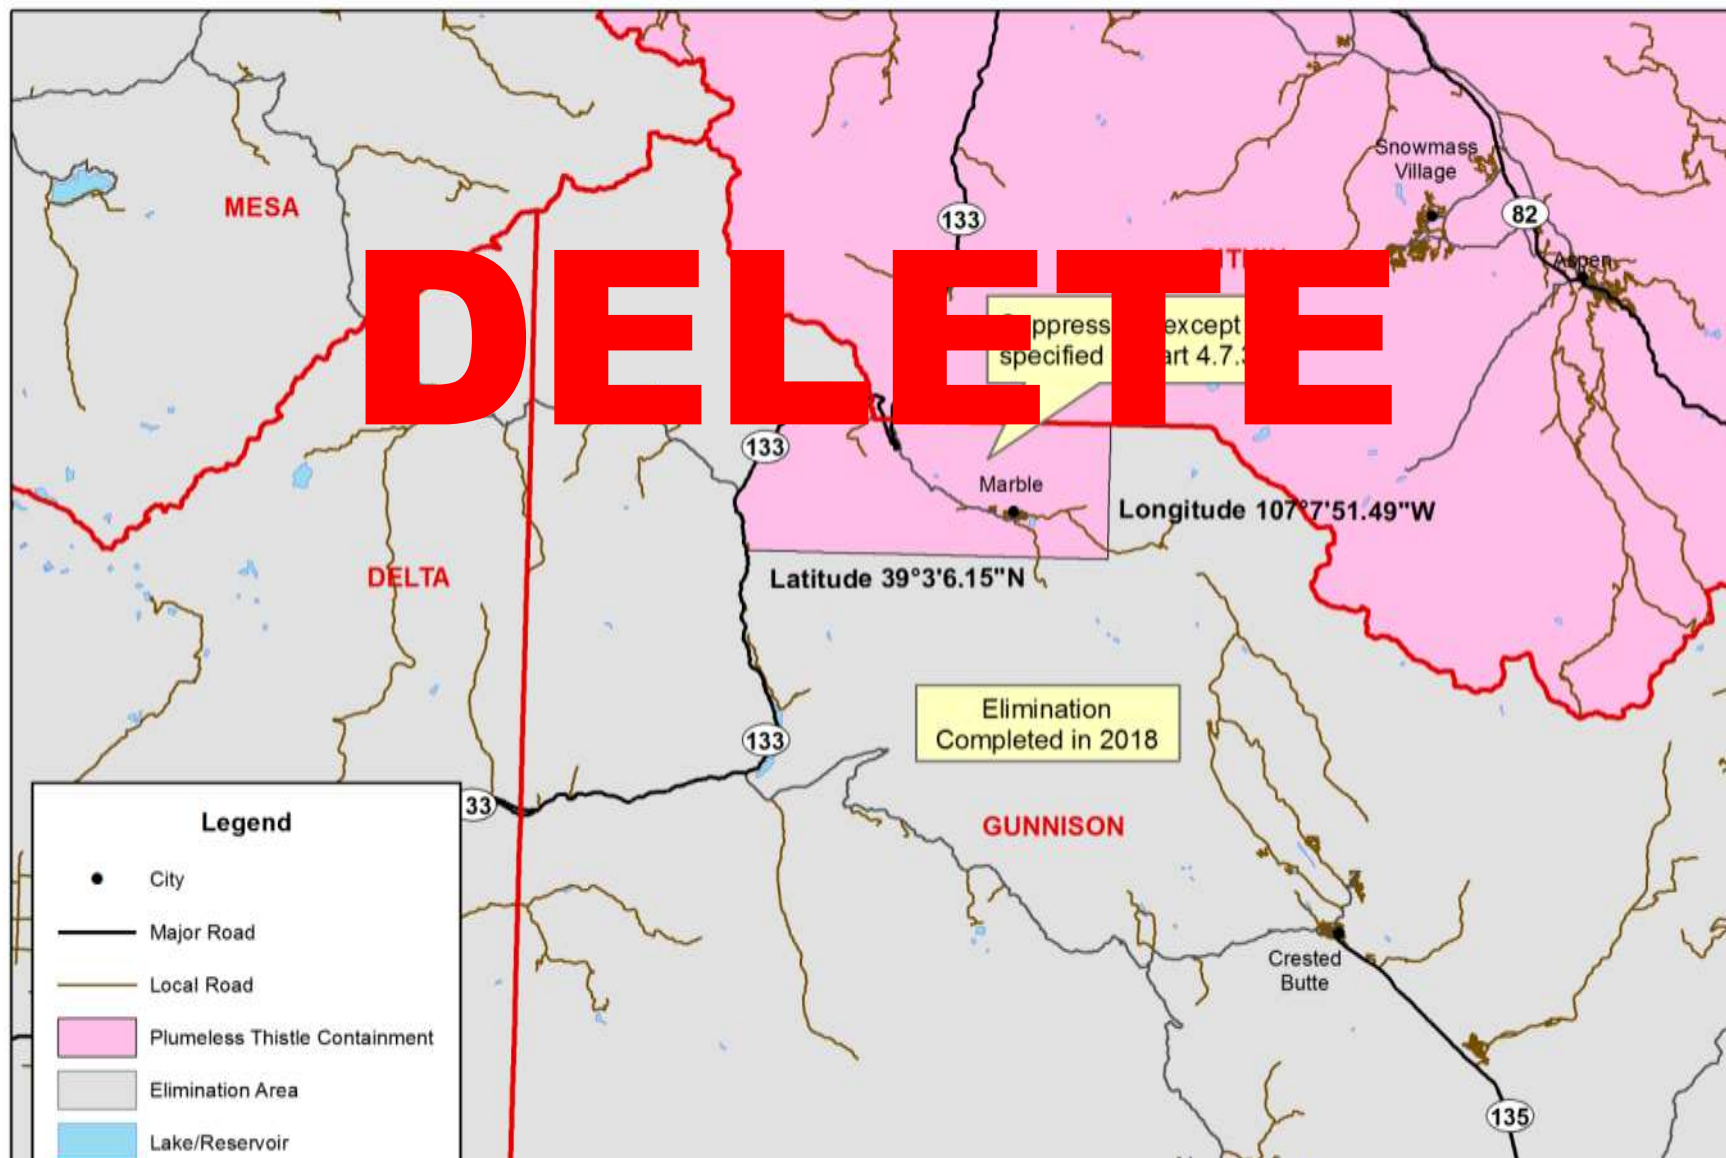 Snowmass
Village
MESA
133
82
Aspen
DELETE
except
specified
133
Marble
Longitude 107°7'51.49"W
DELTA
Latitude 39°3'6.15"N
Elimination
Completed in 2018
133
33
GUNNISON
Crested
Butte
135
Legend
City
Major Road
Local Road
Plumeless Thistle Containment
Elimination Area
Lake/Reservoir